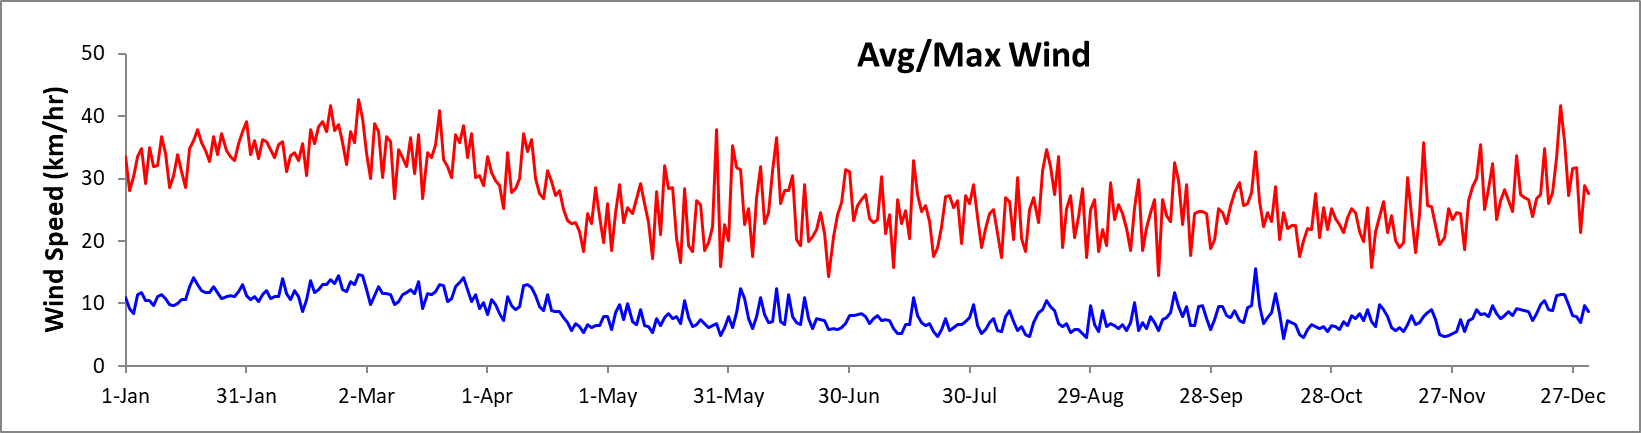 Avg/Max Wind
Wind Speed (km/hr)
50
40
30
20
10
0
1-Jan 31-Jan 2-Mar 1-Apr 1-May 31-May 30-Jun 30-Jul 29-Aug 28-Sep 28-Oct 27-Nov 27-Dec